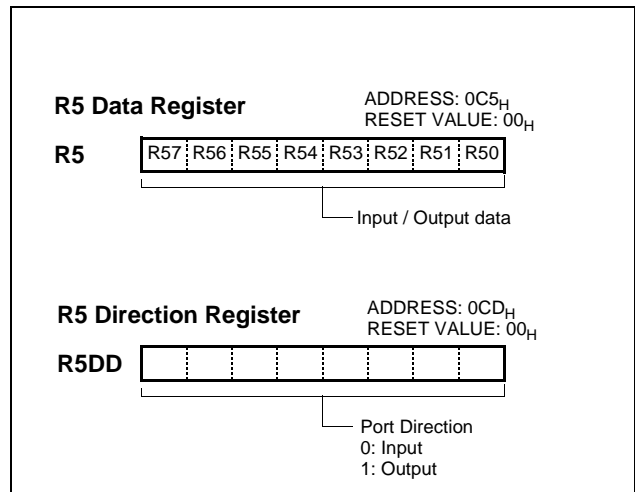 R5 Data Register
ADDRESS: 0C5H
RESET VALUE: 00H
R5
R57 R56 R55 R54 R53 R52 R51 R50
Input / Output data
R5 Direction Register
ADDRESS: 0CDH
RESET VALUE: 00H
R5DD
Port Direction
0: Input
1: Output